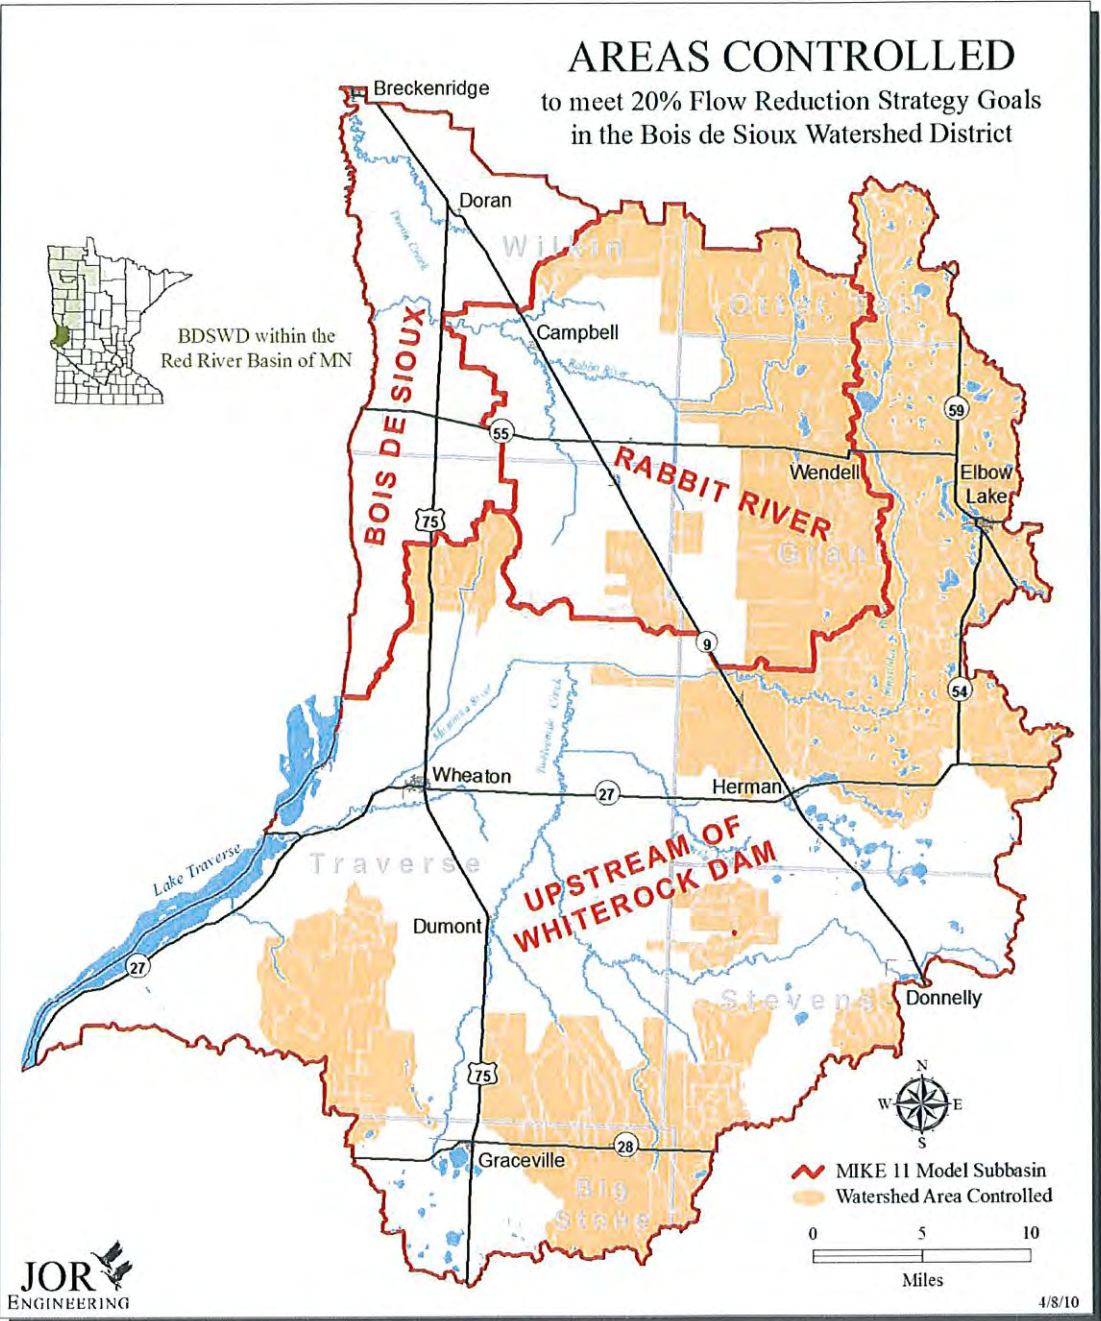 AREAS CONTROLLED
to meet 20% Flow Reduction Strategy Goals
in the Bois de Sioux Watershed District
Breckenridge
Doran
Wilkin
Otter Tail
BDSWD within the
Red River Basin of MN
Campbell
Rabbit River
BOIS DE SIOUX
59
55
RABBIT RIVER
Wendell
Elbow
Lake
75
Grant
9
54
Mustinka River
Twelvemile Creek
Wheaton
27
Herman
Lake Traverse
Traverse
UPSTREAM OF
WHITEROCK DAM
Dumont
27
Stevens
Donnelly
75
N
W
E
S
28
Graceville
Big
Stone
MIKE 11 Model Subbasin
Watershed Area Controlled
0
5
10
Miles
JOR
ENGINEERING
4/8/10